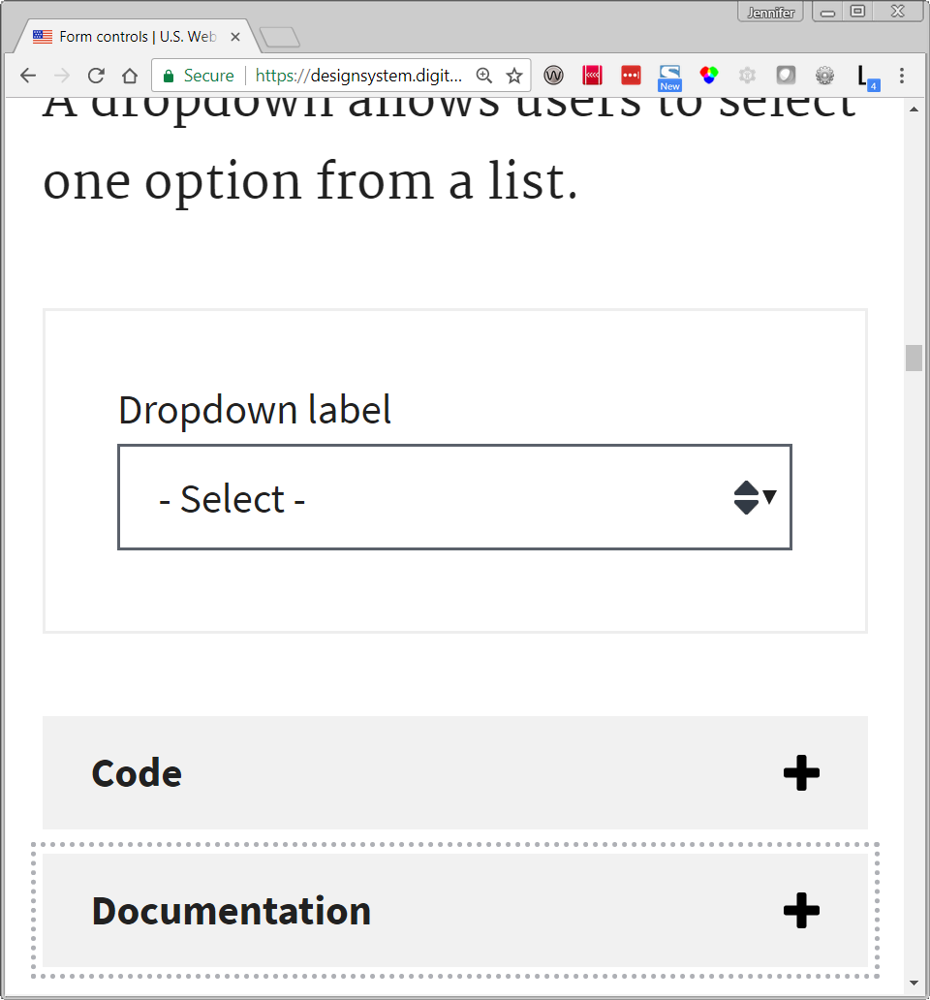 Jennifer
Form controls | U.S. Web
Secure https://designsystem.digit...
New
4
A dropdown allows users to select
one option from a list.
Dropdown label
- Select -
Code
Documentation